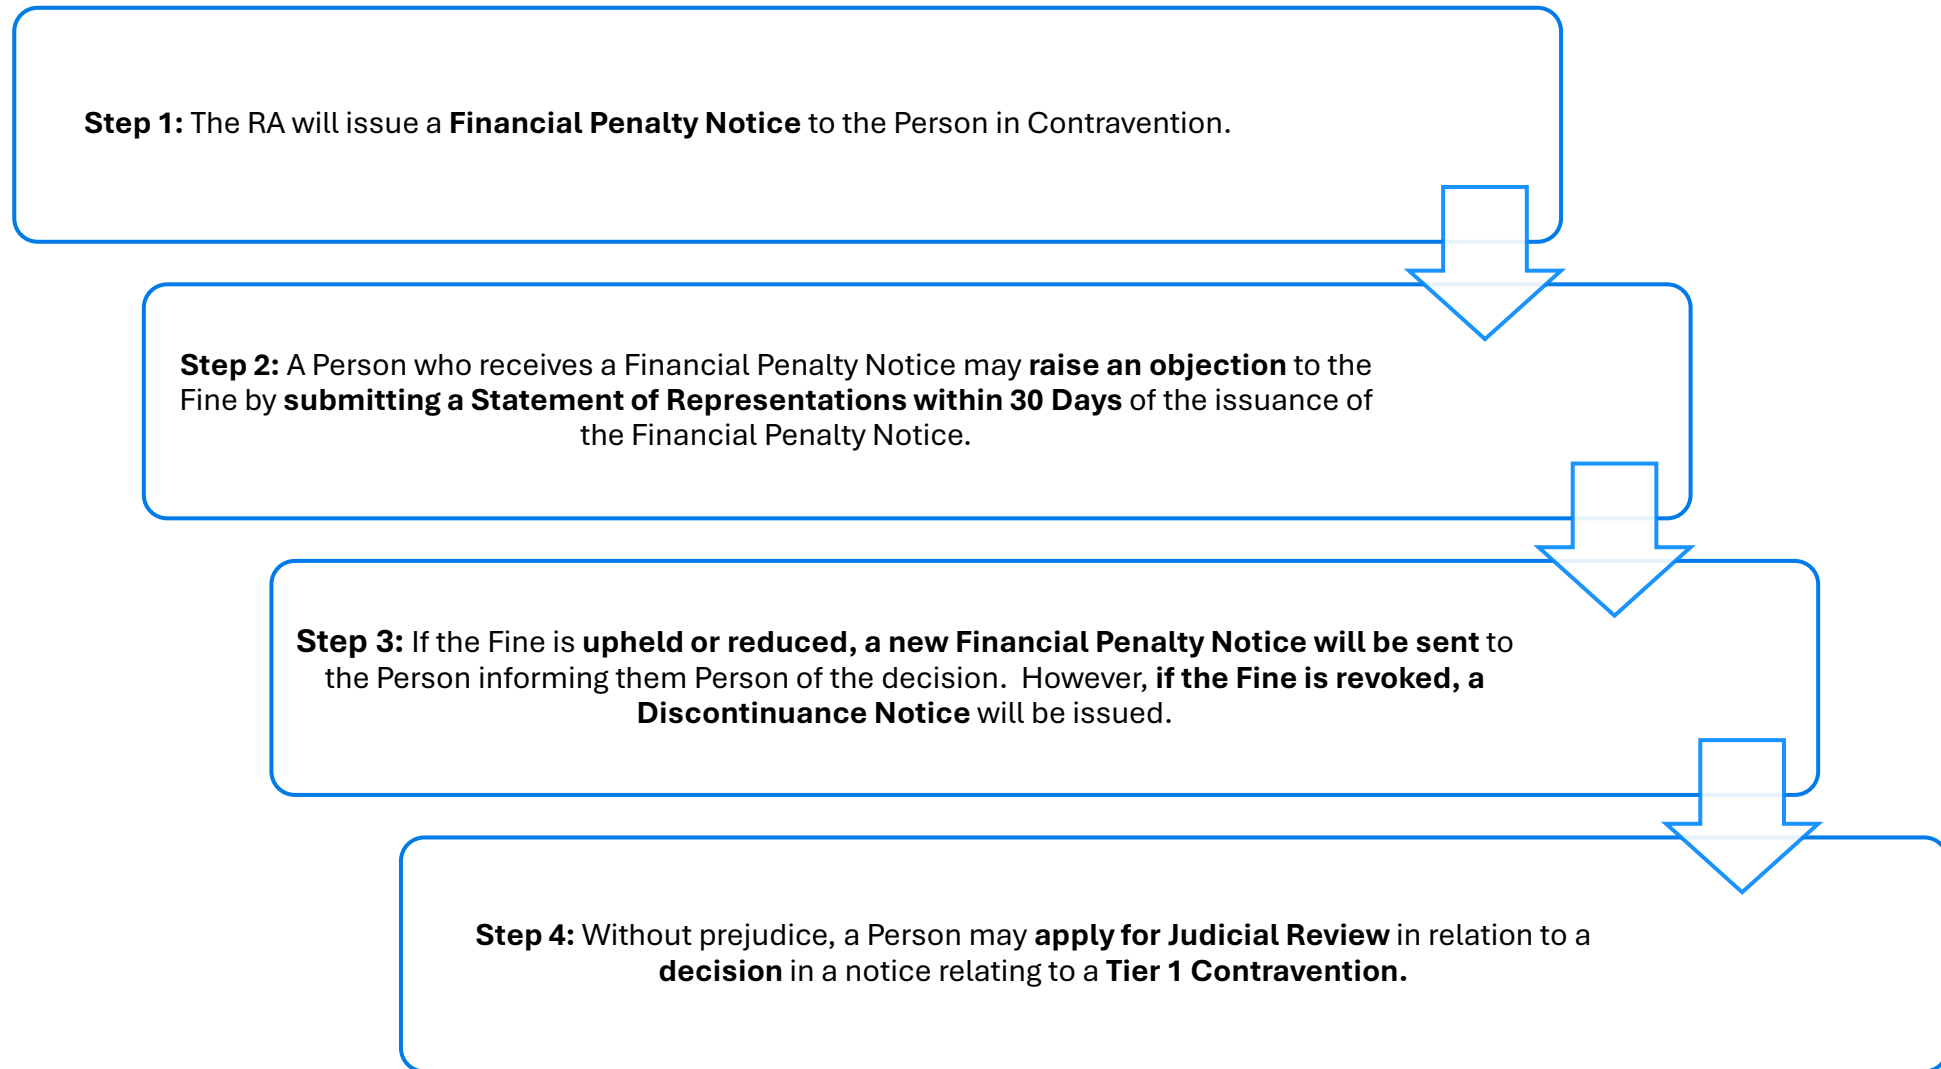 Step 1: The RA will issue a Financial Penalty Notice to the Person in Contravention.
Step 2: A Person who receives a Financial Penalty Notice may raise an objection to the
Fine by submitting a Statement of Representations within 30 Days of the issuance of
the Financial Penalty Notice.
Step 3: If the Fine is upheld or reduced, a new Financial Penalty Notice will be sent to
the Person informing them Person of the decision.  However, if the Fine is revoked, a
Discontinuance Notice will be issued.
Step 4: Without prejudice, a Person may apply for Judicial Review in relation to a
decision in a notice relating to a Tier 1 Contravention.